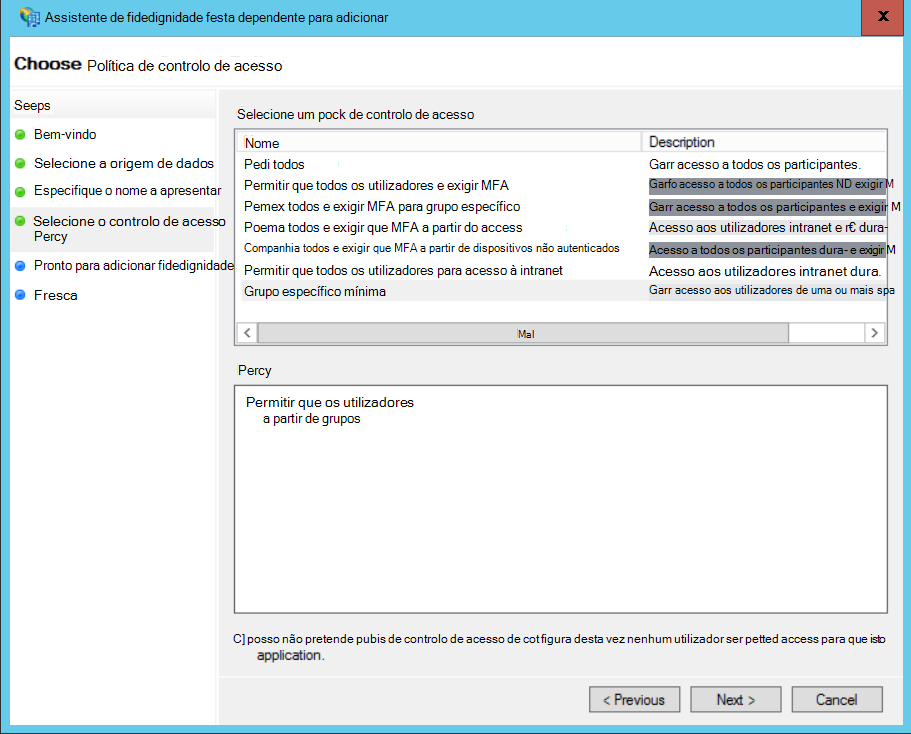 Assistente de fidedignidade festa dependente para adicionar
x
Choose Política de controlo de acesso
Seeps
Bem-vindo
Selecione a origem de dados
Especifique o nome a apresentar
Selecione o controlo de acesso
Percy
Pronto para adicionar fidedignidade
Fresca
Selecione um pock de controlo de acesso
Nome Description
Pedi todos Garr acesso a todos os participantes.
Permitir que todos os utilizadores e exigir MFA Garfo acesso a todos os participantes ND exigir M
Pemex todos e exigir MFA para grupo específico Garr acesso a todos os participantes e exigir M
Poema todos e exigir que MFA a partir do access Acesso aos utilizadores intranet e r€ dura-
Companhia todos e exigir que MFA a partir de dispositivos não autenticados Acesso a todos os participantes dura- e exigir M
Permitir que todos os utilizadores para acesso à intranet Acesso aos utilizadores intranet dura.
Grupo específico mínima Garr acesso aos utilizadores de uma ou mais spa
< Mal >
Percy
Permitir que os utilizadores
a partir de grupos
C] posso não pretende pubis de controlo de acesso de cot figura desta vez nenhum utilizador ser petted access para que isto
application.
< Previous Next > Cancel